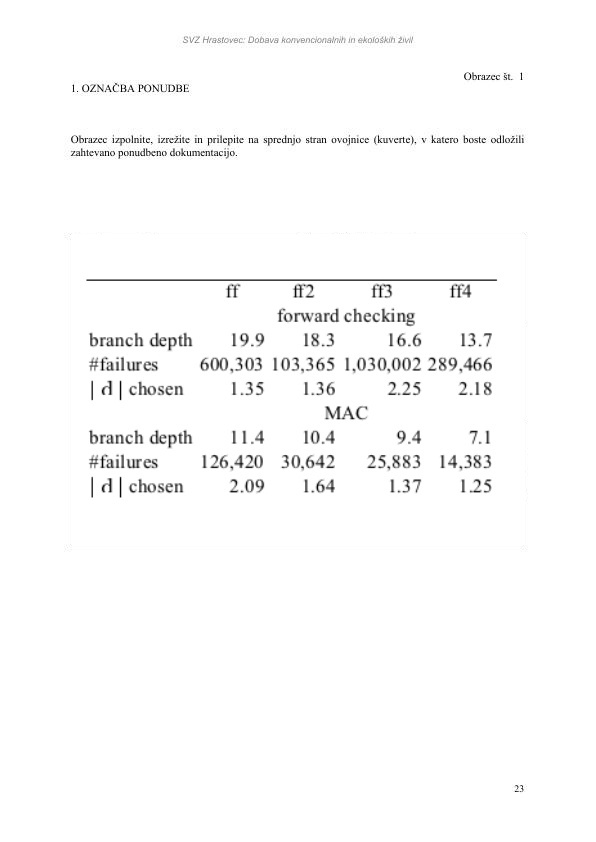 SVZ Hrastovec: Dobava konvencionalnih in ekoloških živil
Obrazec št. 1
1. OZNAČBA PONUDBE
Obrazec izpolnite, izrežite in prilepite na sprednjo stran ovojnice (kuverte), v katero boste odložili
zahtevano ponudbeno dokumentacijo.
ff ff2 ff3 ff4
forward checking
branch depth 19.9 18.3 16.6 13.7
#failures 600,303 103,365 1,030,002 289,466
| d | chosen 1.35 1.36 2.25 2.18
MAC
branch depth 11.4 10.4 9.4 7.1
#failures 126,420 30,642 25,883 14,383
| d | chosen 2.09 1.64 1.37 1.25
23